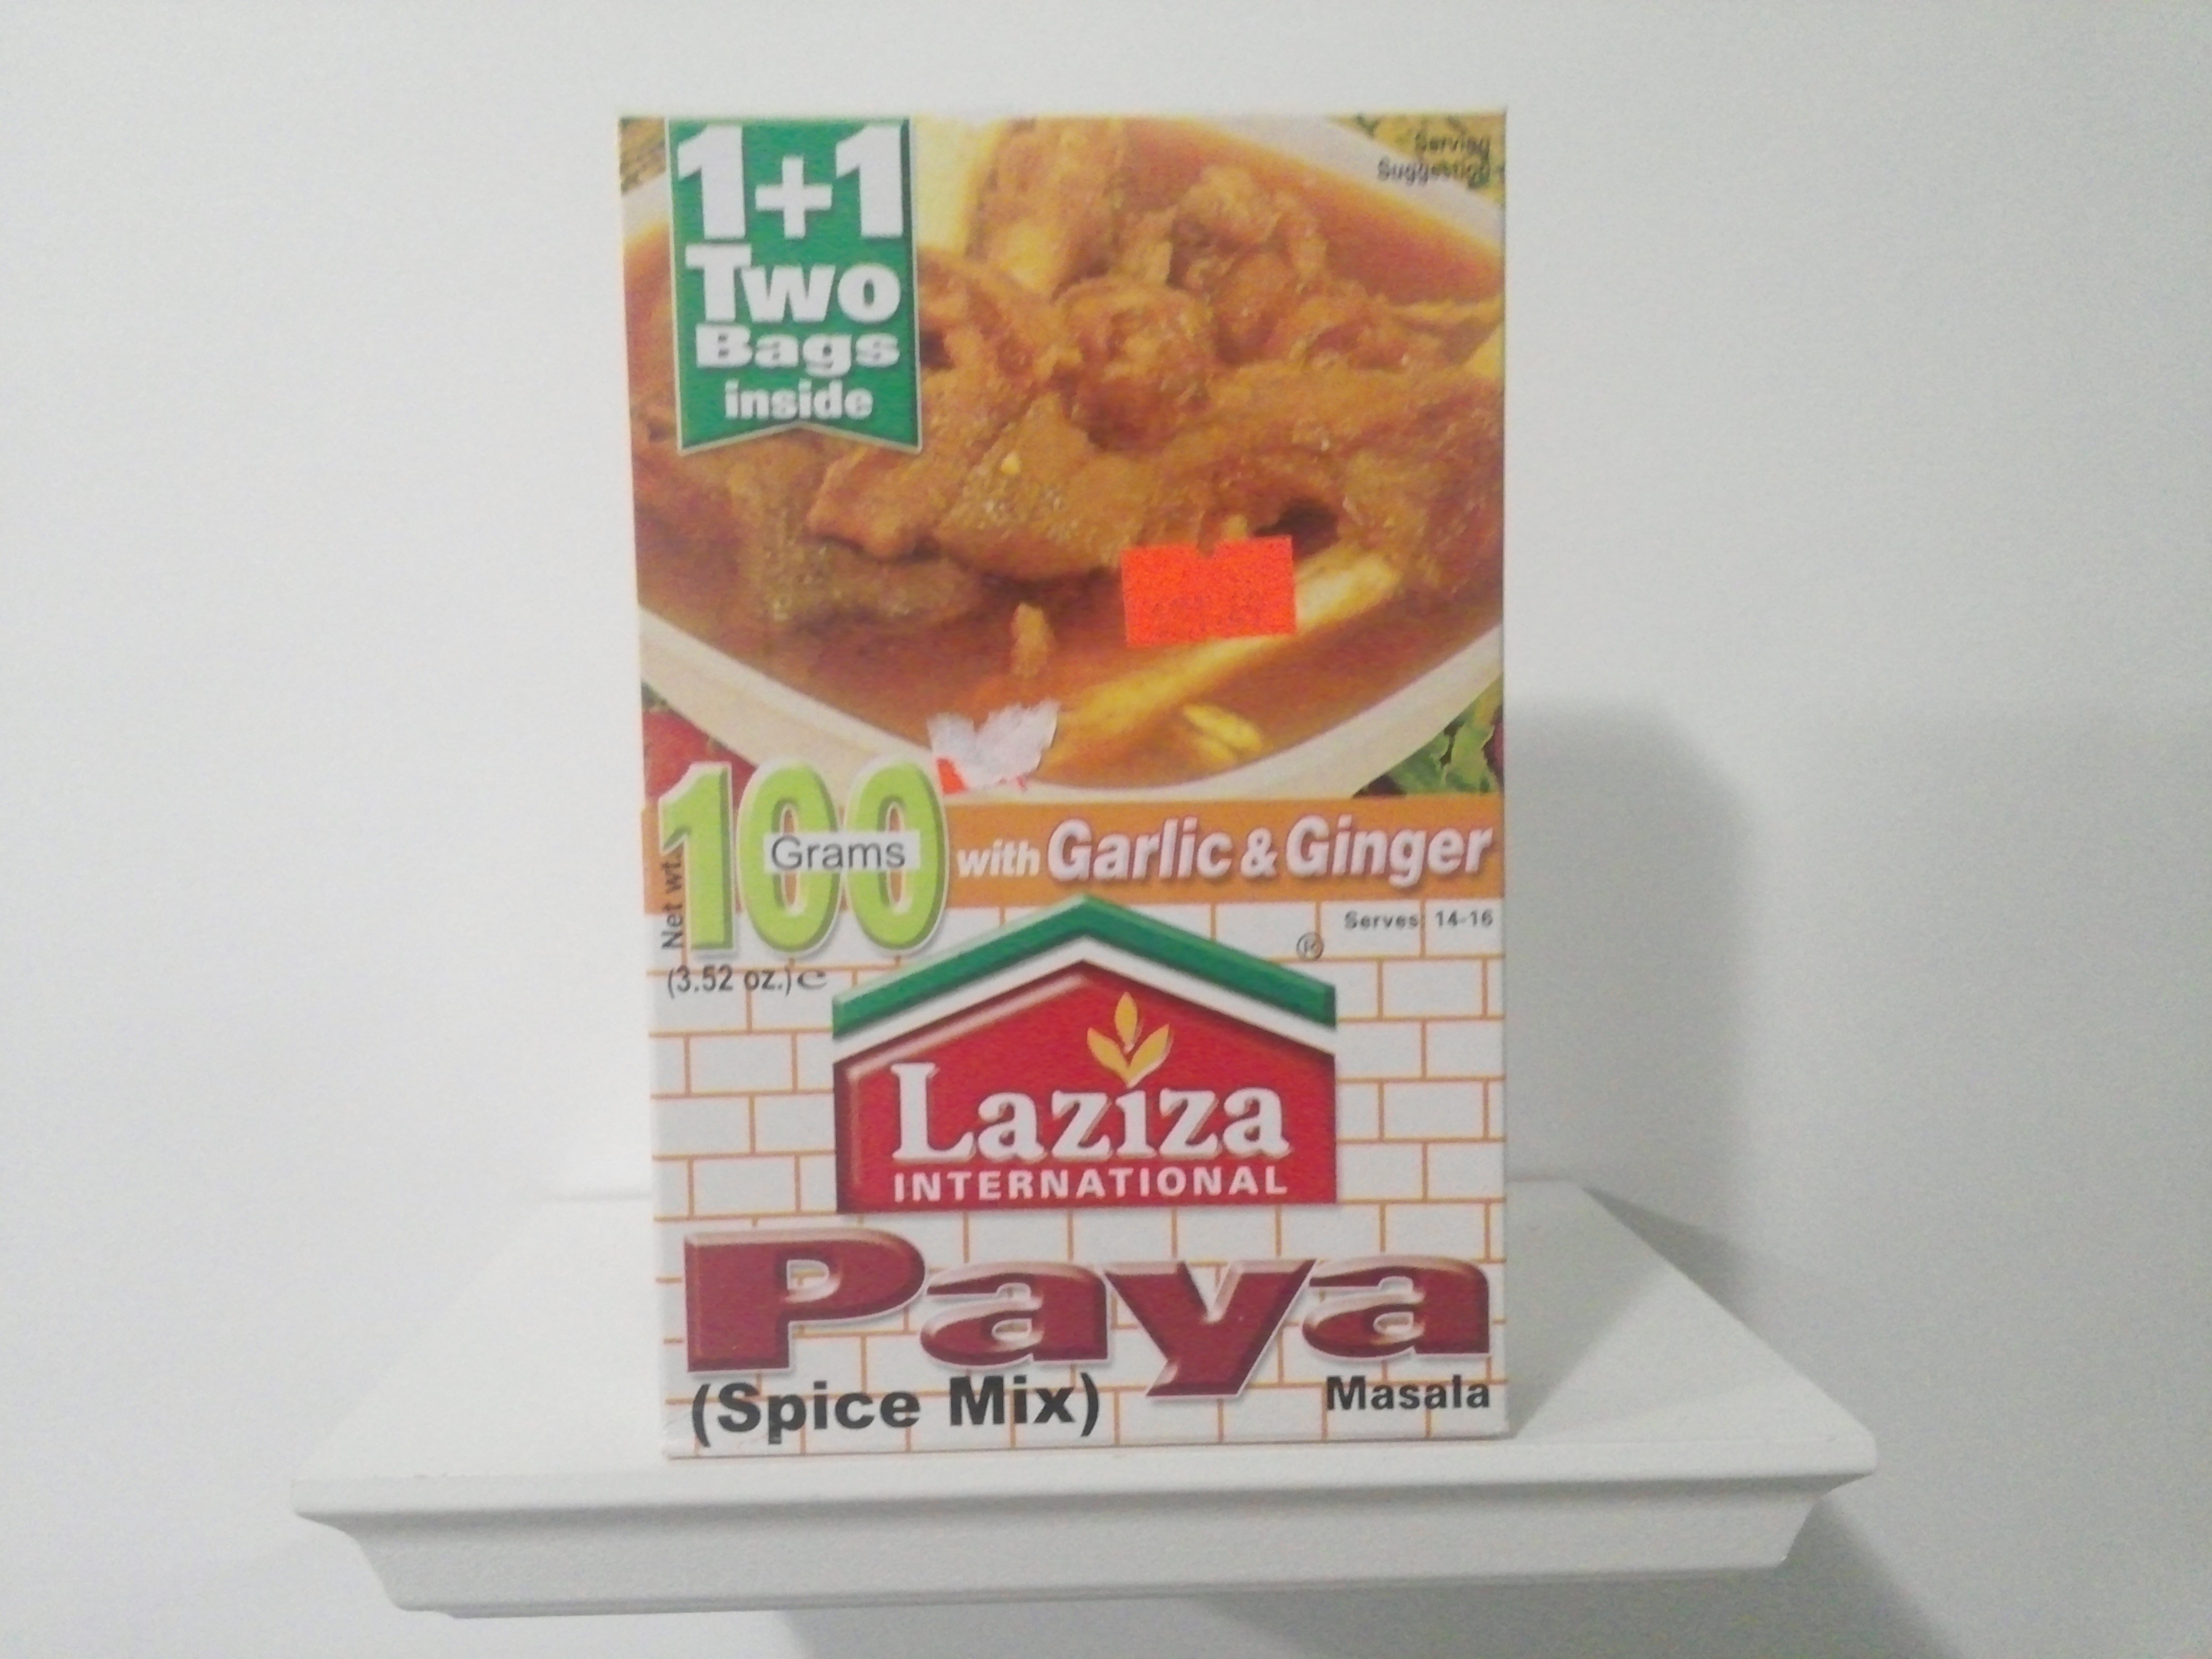 1+1
Two
Bags
inside
Serving
Suggestion
Net wt. 100
Grams
with Garlic & Ginger
(3.52 oz.) e
Serves: 14-16
®
Laziza
INTERNATIONAL
Paya
(Spice Mix)
Masala